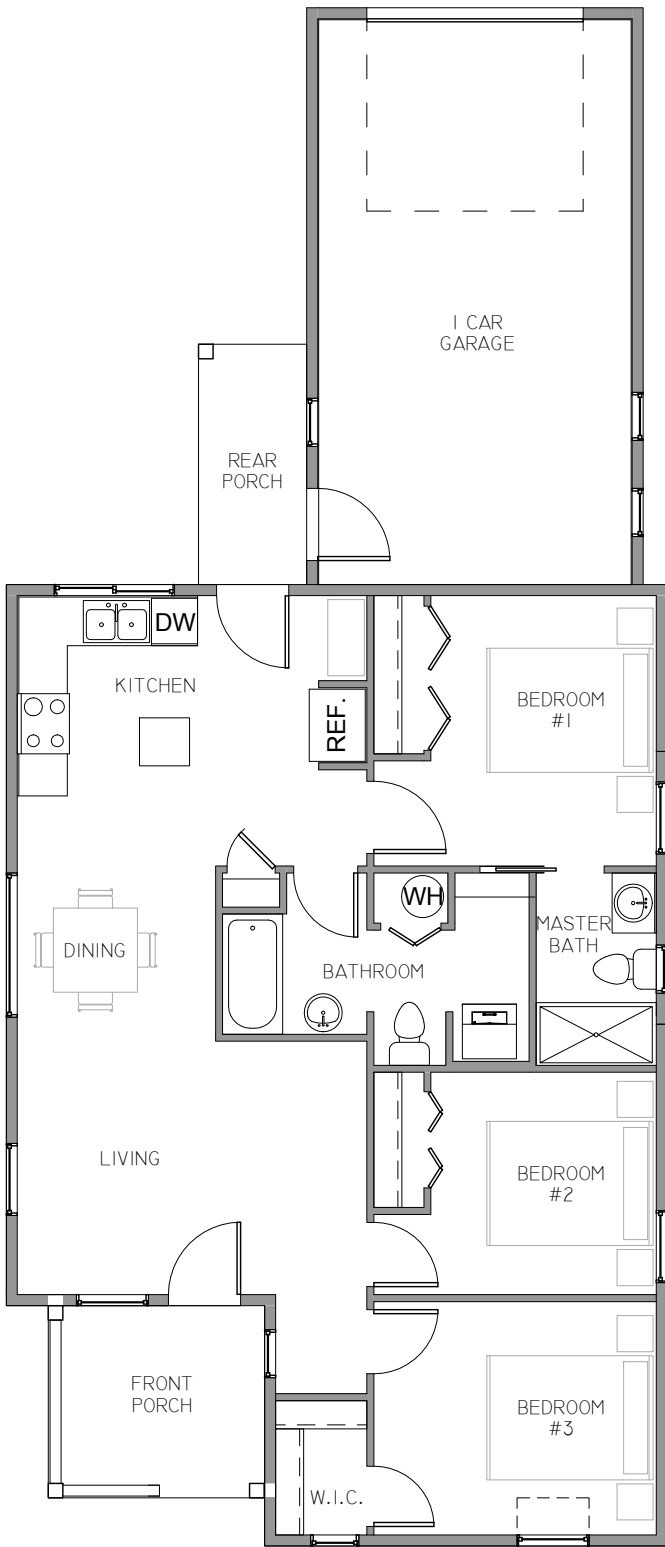 1 CAR
GARAGE
REAR
PORCH
DW
KITCHEN
REF.
BEDROOM
#1
WH
MASTER
BATH
DINING
BATHROOM
LIVING
BEDROOM
#2
FRONT
PORCH
BEDROOM
#3
W.I.C.